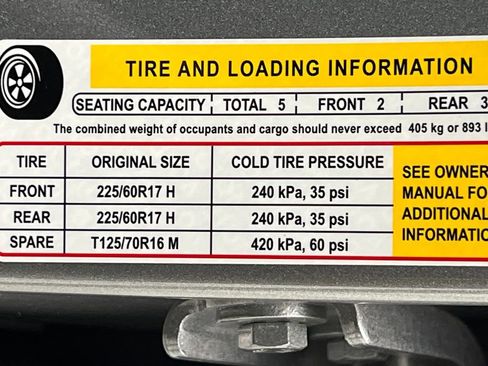 TIRE AND LOADING INFORMATION
SEATING CAPACITY TOTAL 5 FRONT 2 REAR 3
The combined weight of occupants and cargo should never exceed 405 kg or 893 l
TIRE ORIGINAL SIZE COLD TIRE PRESSURE
FRONT 225/60R17 H 240 kPa, 35 psi
REAR 225/60R17 H 240 kPa, 35 psi
SPARE T125/70R16 M 420 kPa, 60 psi
SEE OWNER
MANUAL FO
ADDITIONAL
INFORMATIO